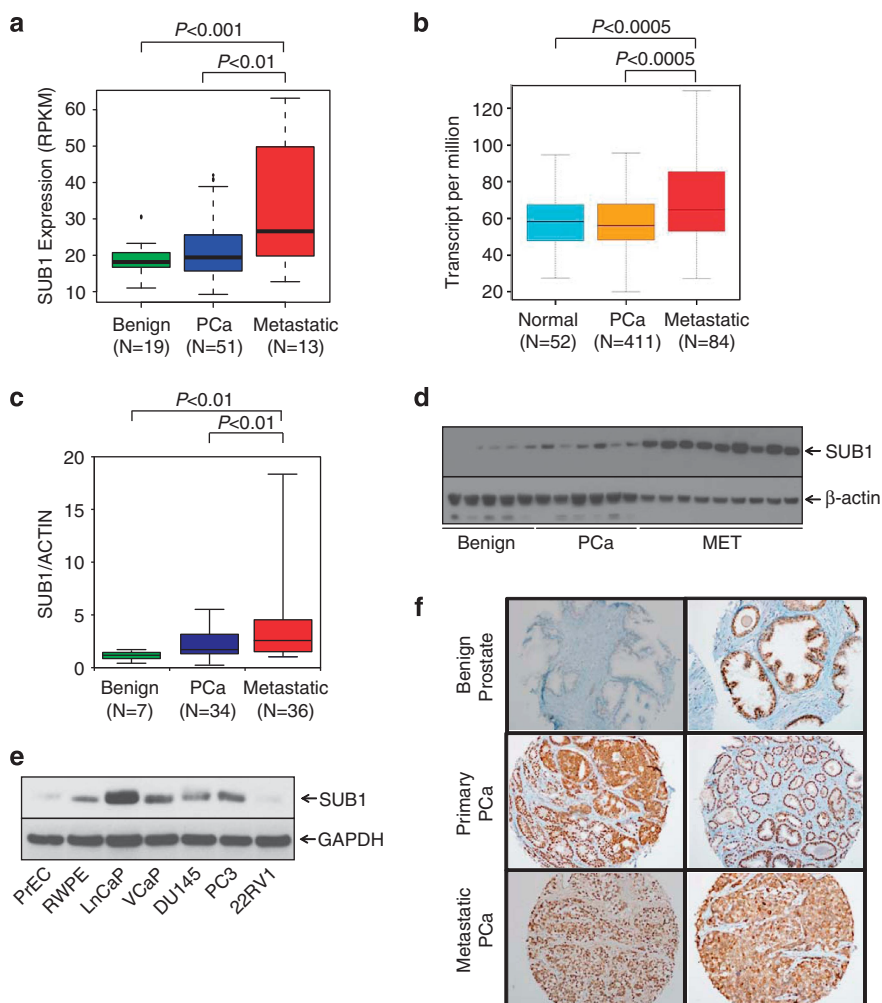 a
P<0.001
P<0.01
SUB1 Expression (RPKM)
60
50
40
30
20
10
Benign
(N=19)
PCa
(N=51)
Metastatic
(N=13)
b
P<0.0005
P<0.0005
Transcript per million
120
100
80
60
40
20
Normal
(N=52)
PCa
(N=411)
Metastatic
(N=84)
c
P<0.01
P<0.01
SUB1/ACTIN
20
15
10
5
0
Benign
(N=7)
PCa
(N=34)
Metastatic
(N=36)
d
SUB1
β-actin
Benign
PCa
MET
e
SUB1
GAPDH
PrEC
RWPE
LnCaP
VCaP
DU145
PC3
22RV1
f
Benign
Prostate
Primary
PCa
Metastatic
PCa